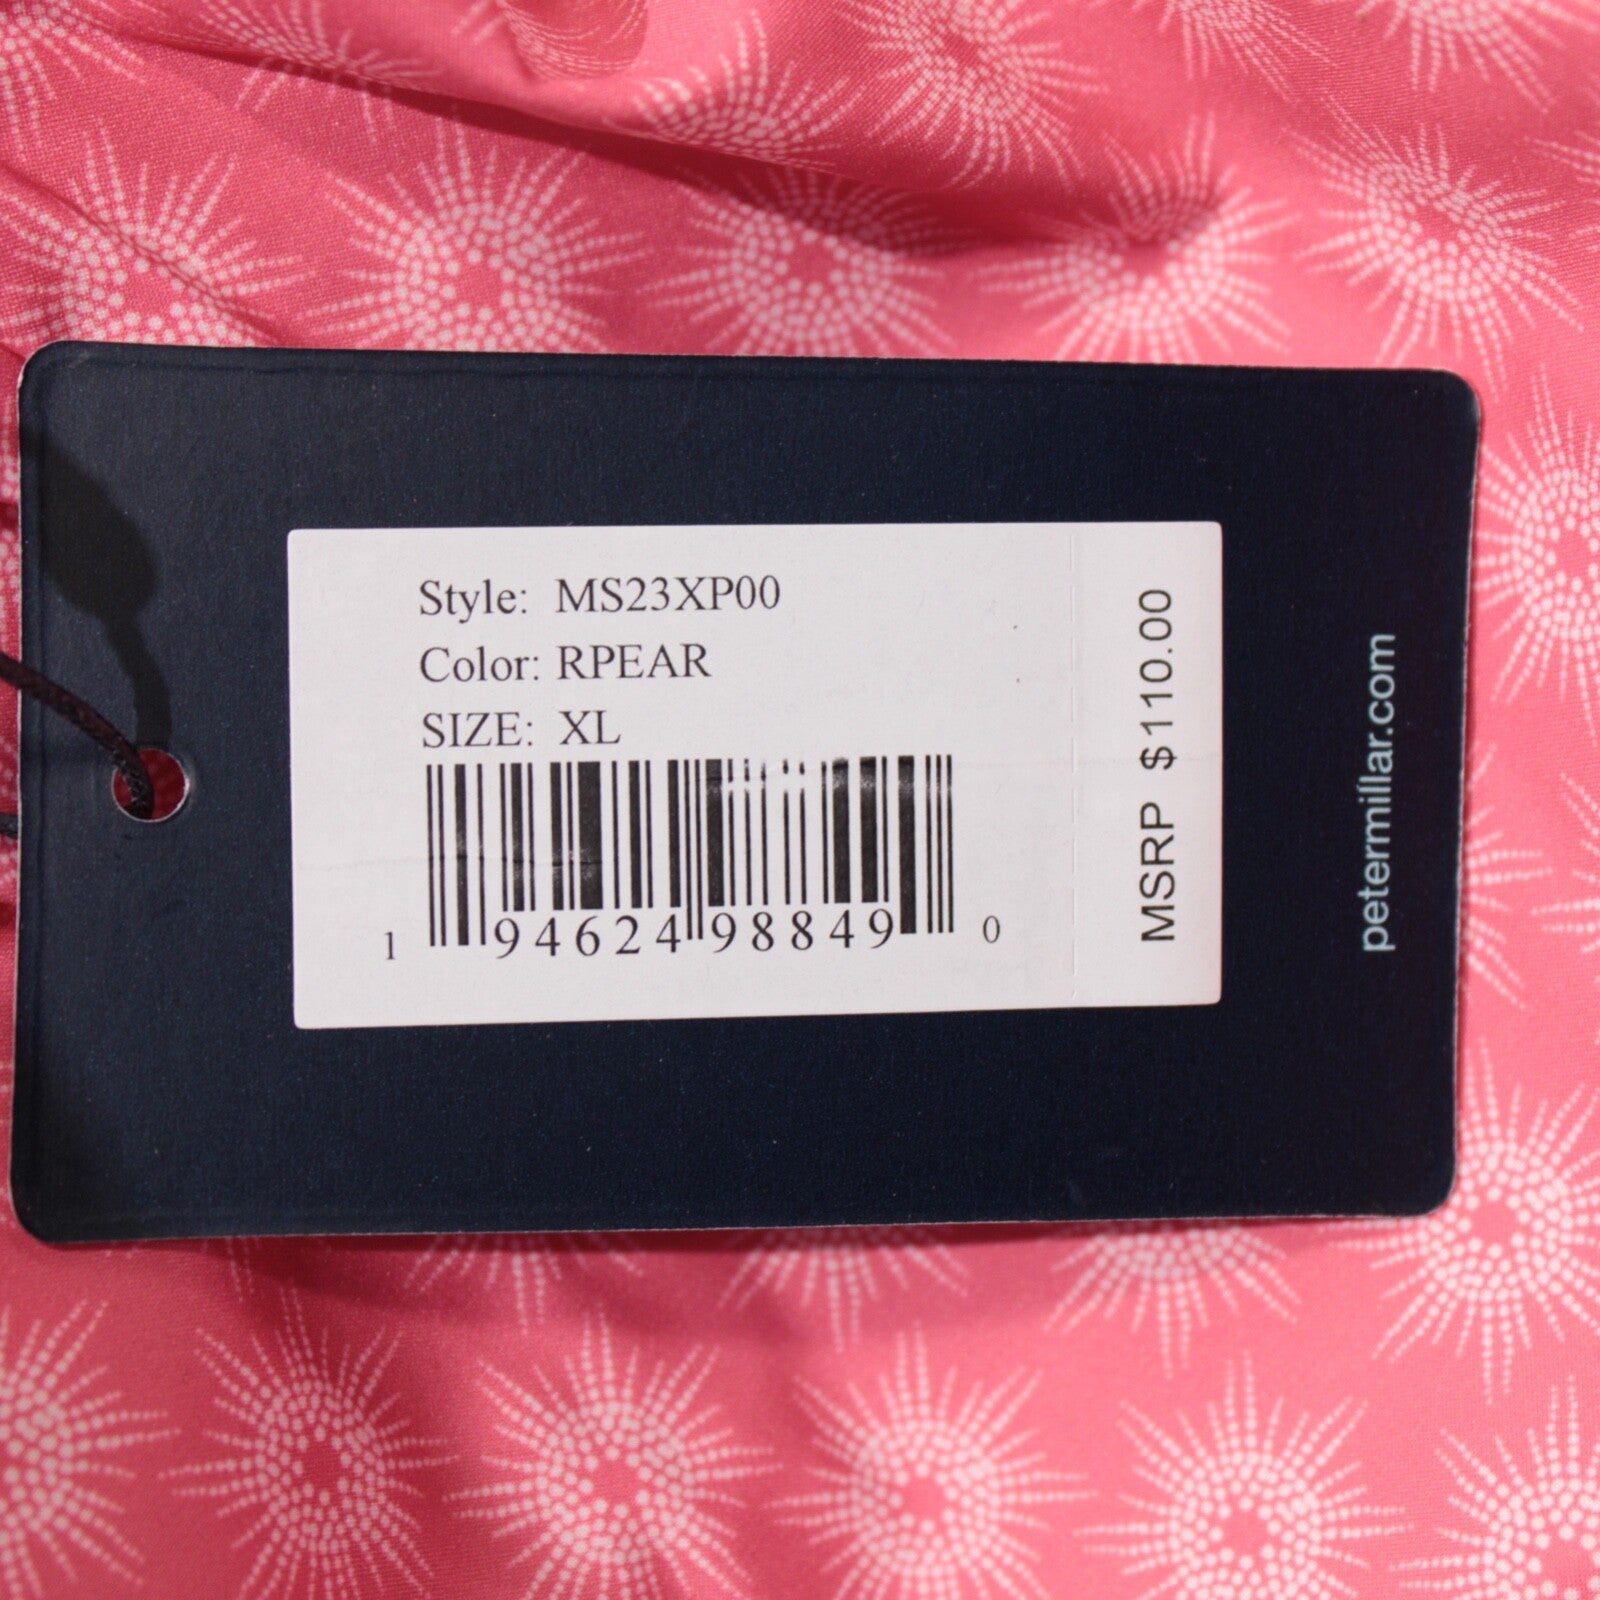 Style: MS23XP00
Color: RPEAR
SIZE: XL
1 94624 98849 0
MSRP $110.00
petermillar.com